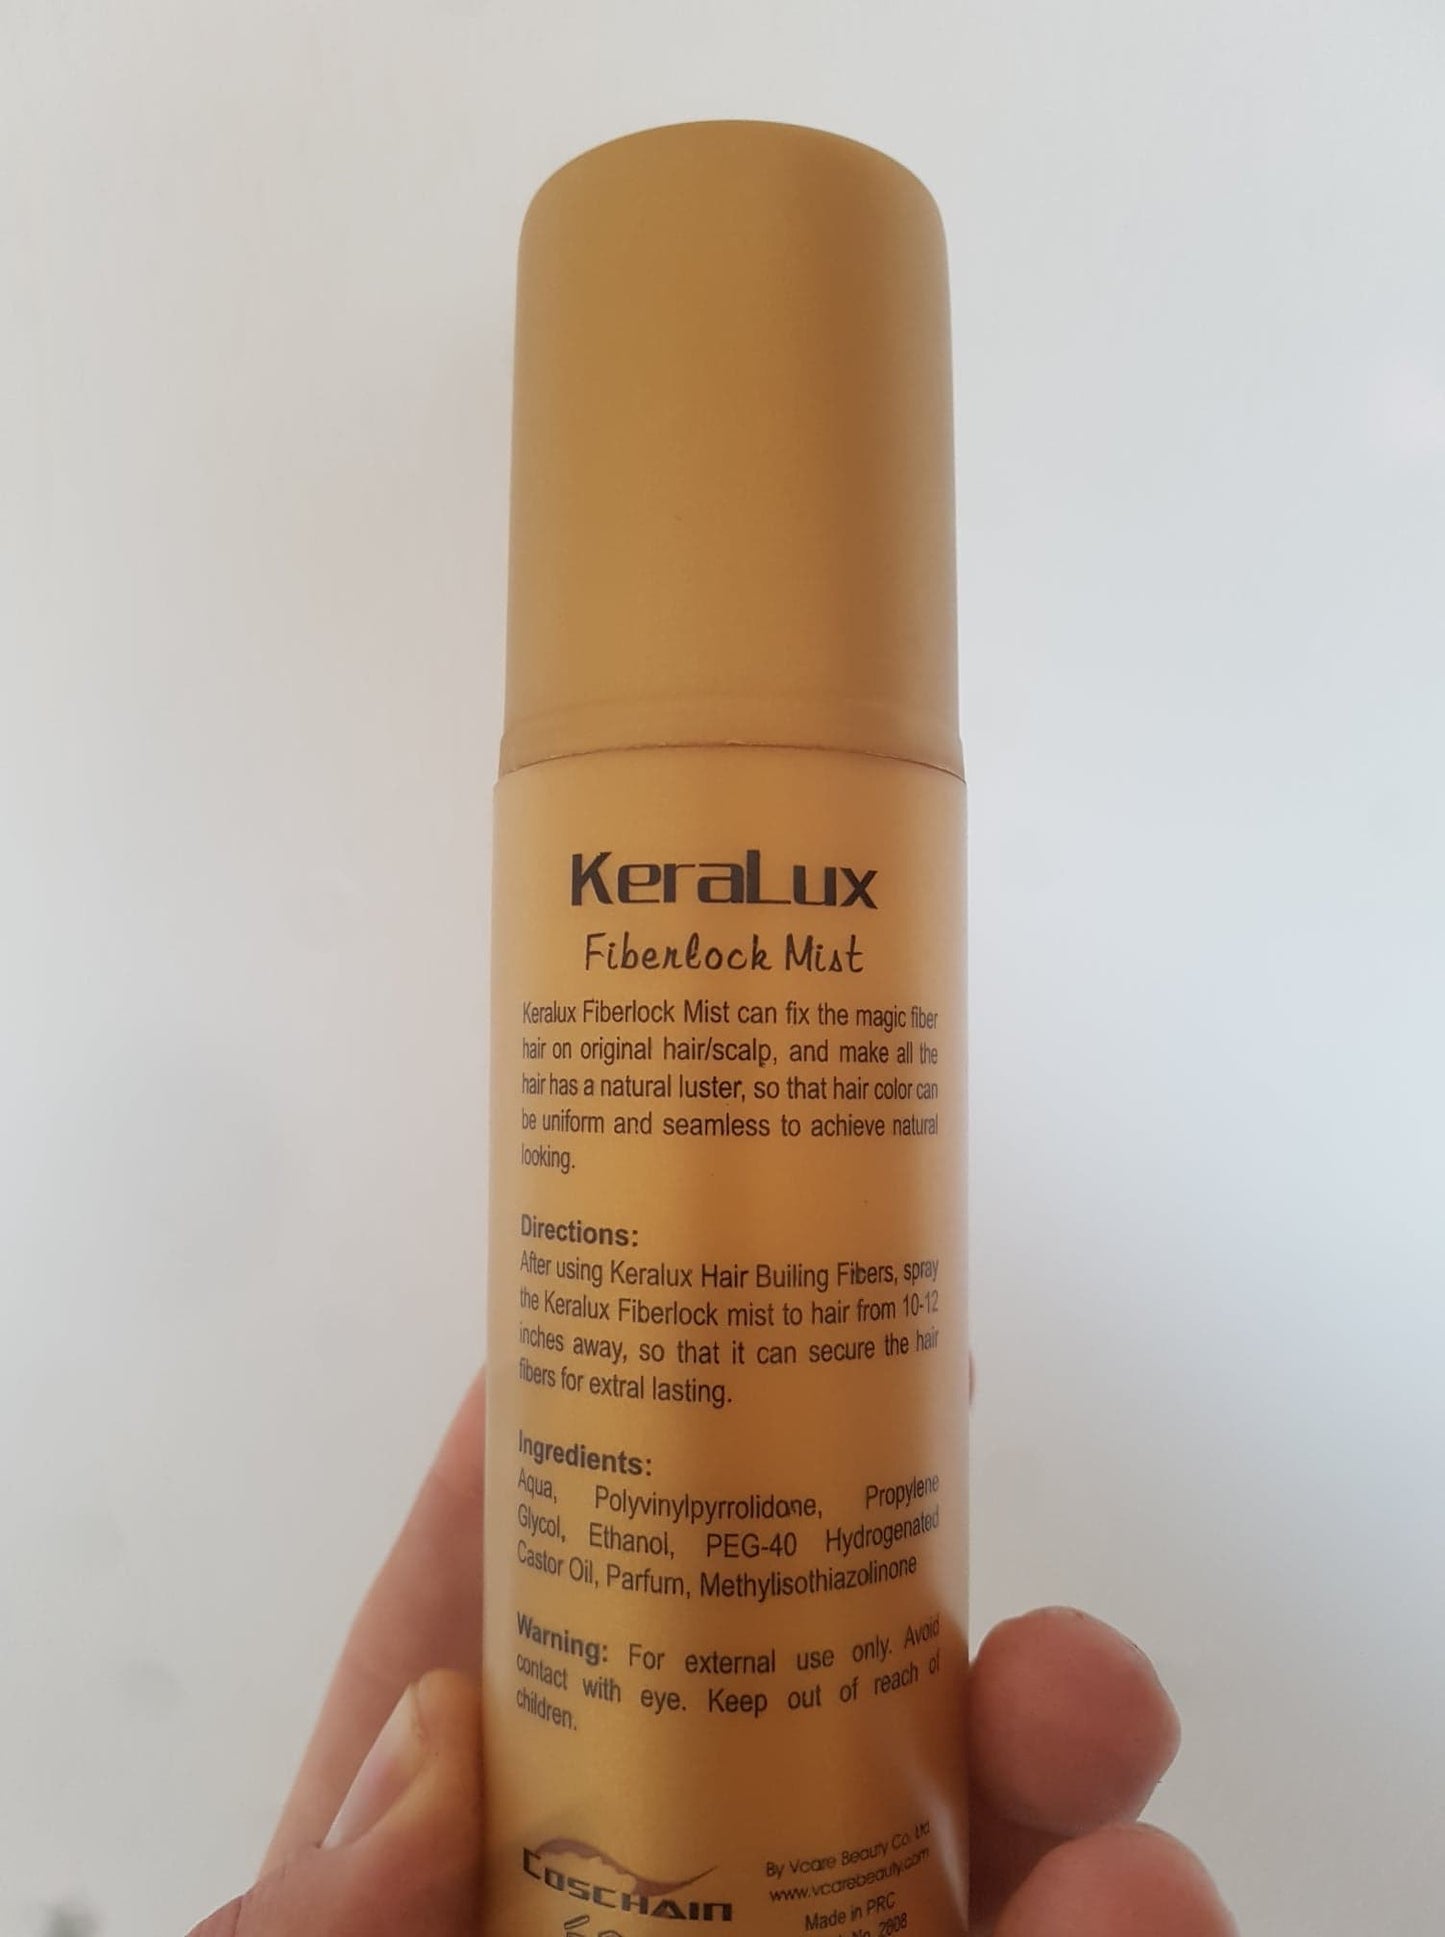 KeraLux
Fiberlock Mist
Keralux Fiberlock Mist can fix the magic fiber
hair on original hair/scalp, and make all the
hair has a natural luster, so that hair color can
be uniform and seamless to achieve natural
looking.
Directions:
After using Keralux Hair Builing Fibers, spray
the Keralux Fiberlock mist to hair from 10-12
inches away, so that it can secure the hair
fibers for extral lasting.
Ingredients:
Aqua, Polyvinylpyrrolidone, Propylene
Glycol, Ethanol, PEG-40 Hydrogenated
Castor Oil, Parfum, Methylisothiazolinone
Warning: For external use only. Avoid
contact with eye. Keep out of reach of
children.
COSCHAIN
By Vcare Beauty Co. Ltd
www.vcarebeauty.com
Made in PRC
No. 2808